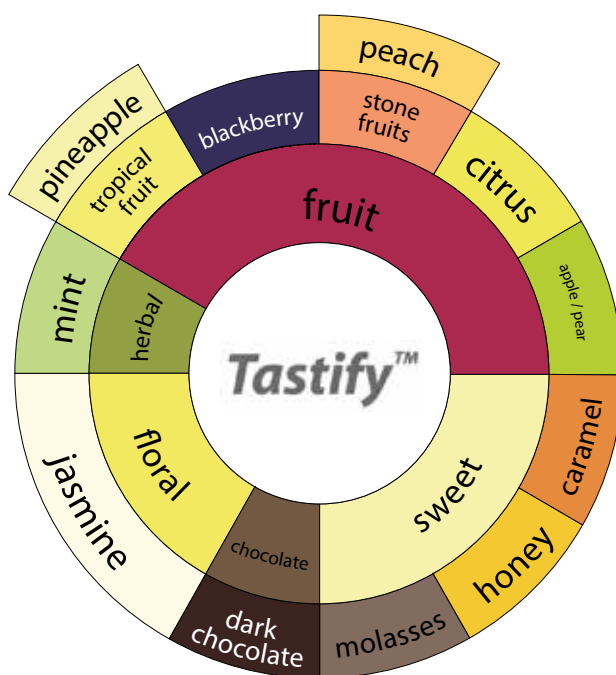 peach
pineapple
blackberry
stone
fruits
tropical
fruit
citrus
fruit
mint
herbal
apple / pear
Tastify™
caramel
floral
jasmine
sweet
honey
chocolate
dark
chocolate
molasses